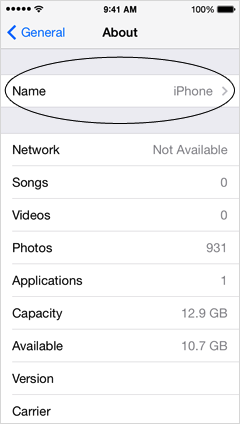 9:41 AM 100%
General About
Name iPhone
Network Not Available
Songs 0
Videos 0
Photos 931
Applications 1
Capacity 12.9 GB
Available 10.7 GB
Version
Carrier